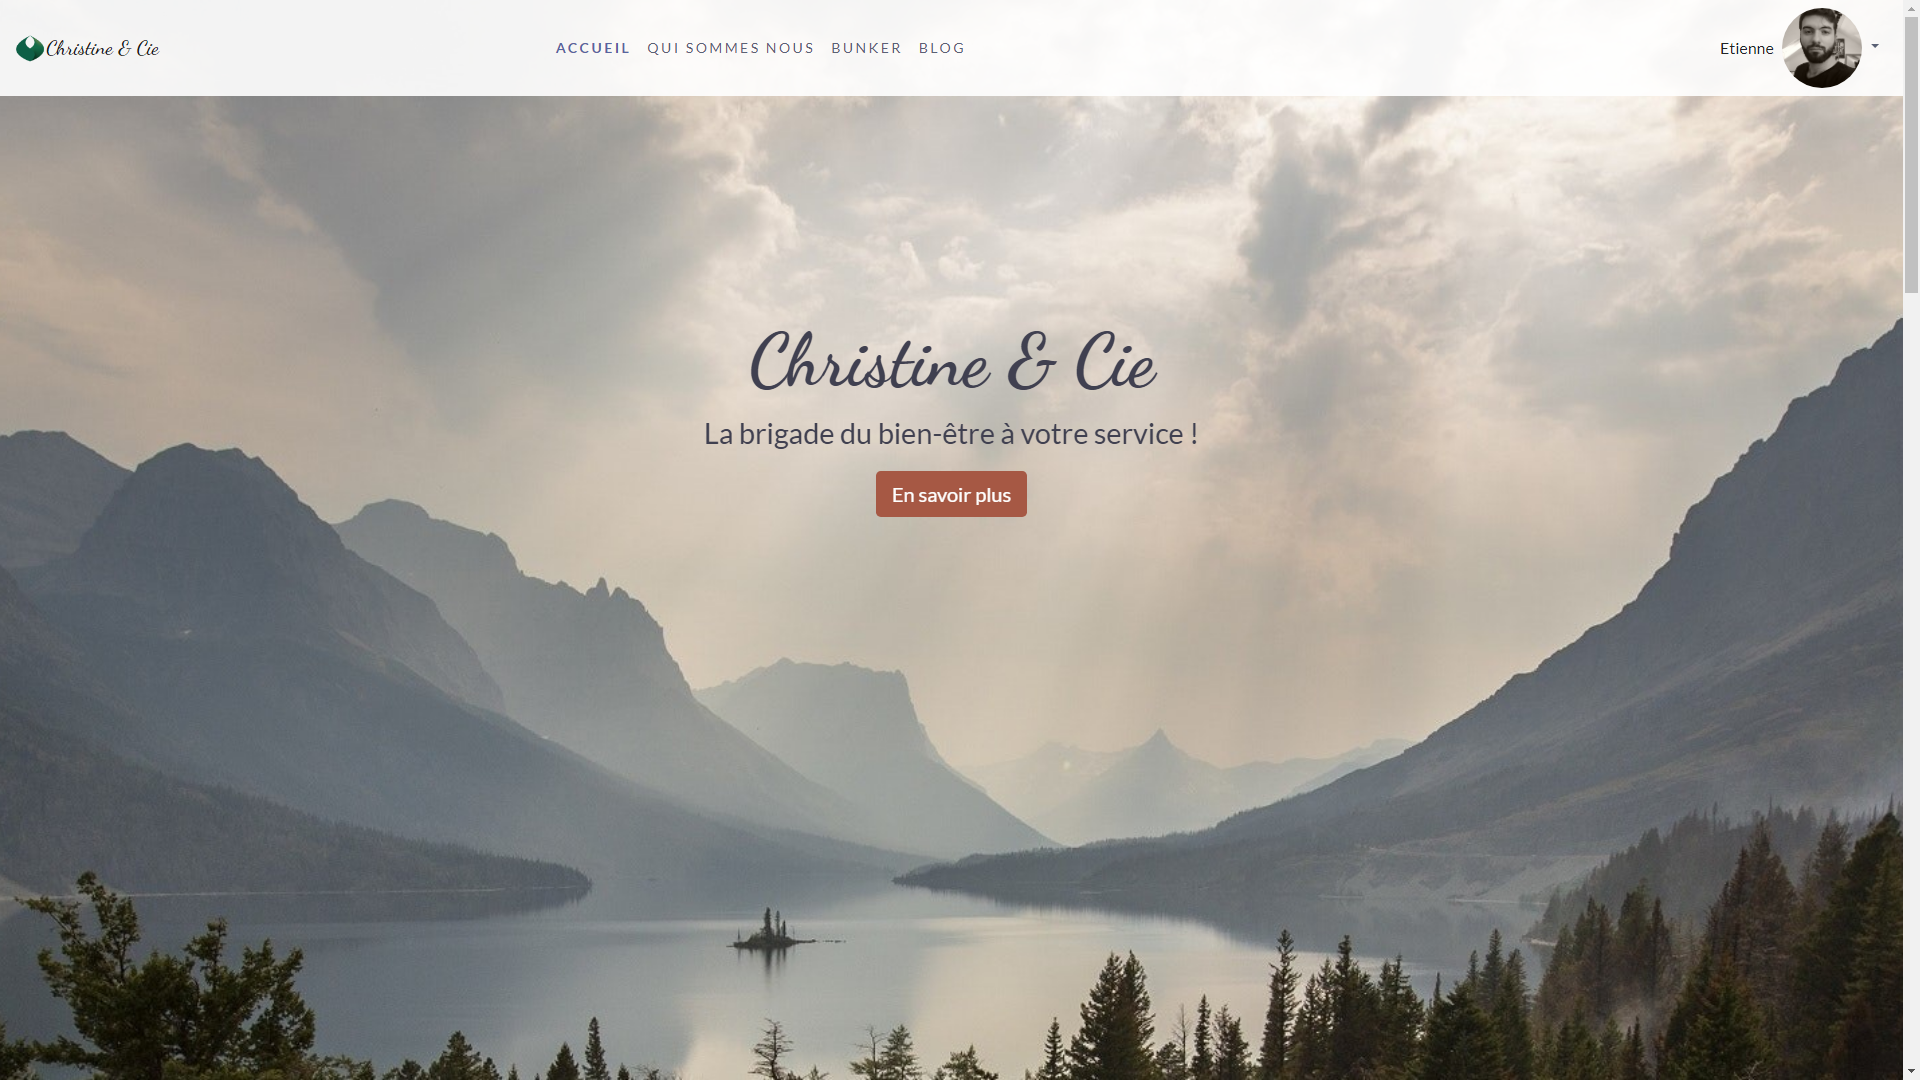 Christine & Cie
ACCUEIL QUI SOMMES NOUS BUNKER BLOG
Etienne
Christine & Cie
La brigade du bien-être à votre service !
En savoir plus